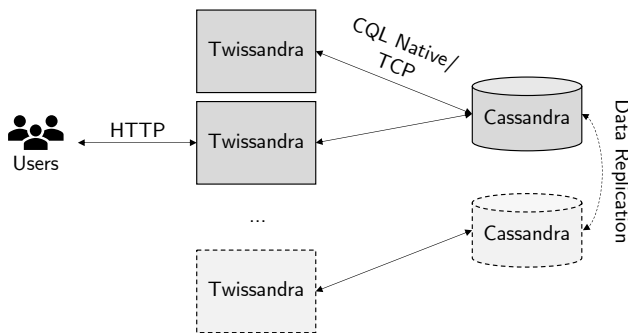 Twissandra
CQL Native/
TCP
Users
HTTP
Twissandra
Cassandra
Data Replication
...
Twissandra
Cassandra